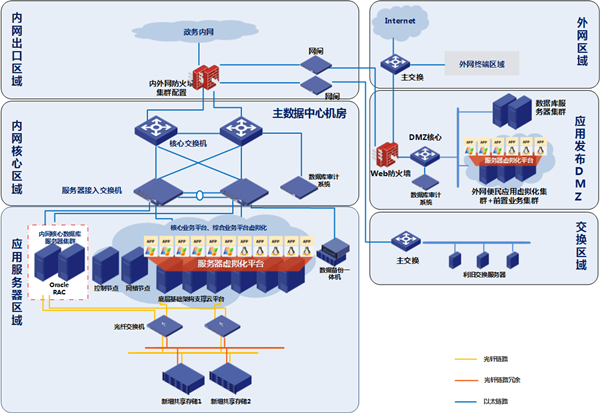 内网出口区域
政务内网
网闸
内外网防火墙
集群配置
网闸
主数据中心机房
内网核心区域
核心交换机
数据库审计
系统
服务器接入交换机
应用服务器区域
内网核心数据库
服务器集群
Oracle
RAC
核心业务平台、综合业务平台虚拟化
APP APP APP APP APP APP APP APP APP APP
服务器虚拟化平台
控制节点
网络节点
底层基础架构支撑云平台
数据备份一
体机
光纤交换机
新增共享存储1
新增共享存储2
外网区域
Internet
主交换
外网终端区域
应用发布DMZ
数据库服
务器集群
DMZ核心
Web防火墙
APP APP APP APP APP APP
服务器虚拟化平台
数据库审计
系统
外网便民应用虚拟化集
群+前置业务集群
交换区域
主交换
利旧交换服务器
光钎链路
光钎链路冗余
以太链路